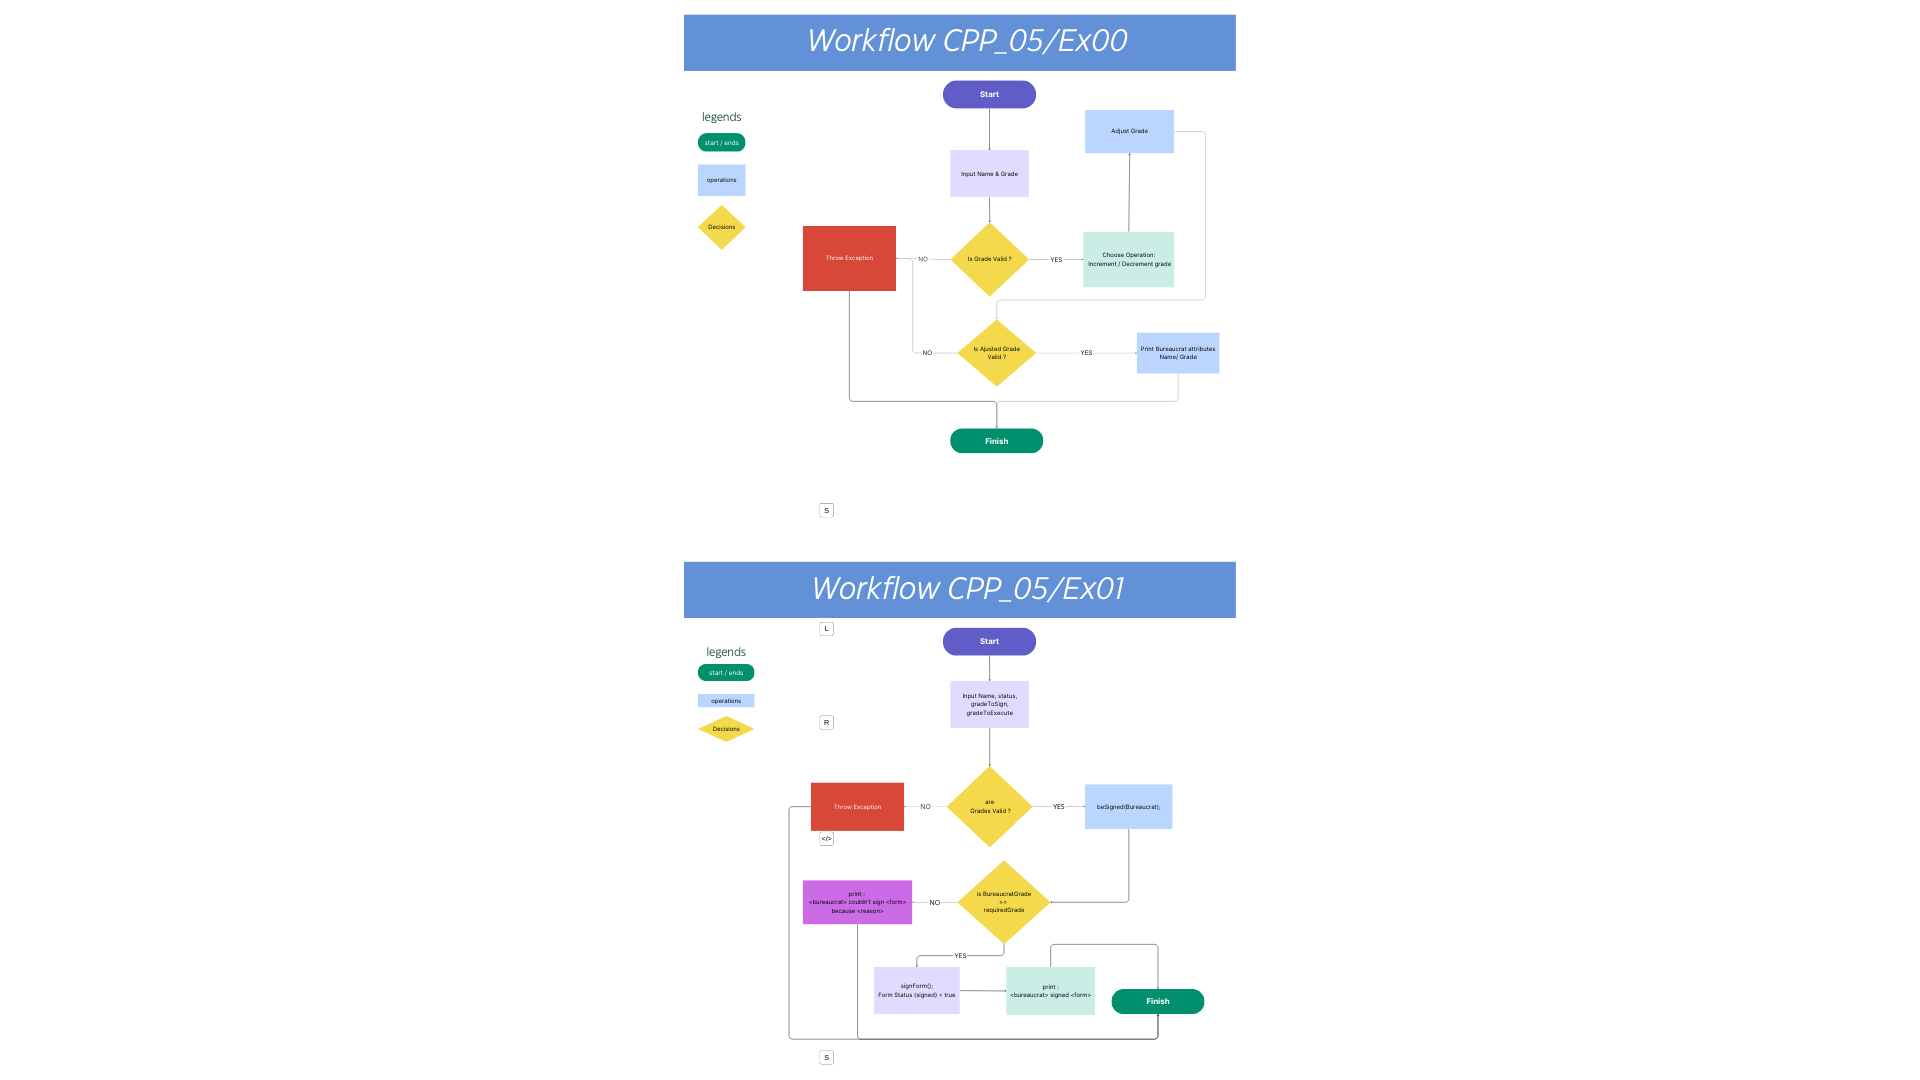 Workflow CPP_05/Ex00
Start
legends
start / ends
operations
Decisions
Adjust Grade
Input Name & Grade
Throw Exception
NO
Is Grade Valid ?
YES
Choose Operation:
Increment / Decrement grade
NO
Is Ajusted Grade
Valid ?
YES
Print Bureaucrat attributes
Name/ Grade
Finish
S
Workflow CPP_05/Ex01
L
Start
legends
start / ends
operations
Decisions
Input Name, status,
gradeToSign,
gradeToExecute
R
Throw Exception
NO
are
Grades Valid ?
YES
beSigned(Bureaucrat);
</>
print :
<bureaucrat> couldn't sign <form>
because <reason>
NO
is BureaucratGrade
>=
requiredGrade
YES
signForm();
Form Status (signed) = true
print :
<bureaucrat> signed <form>
Finish
S